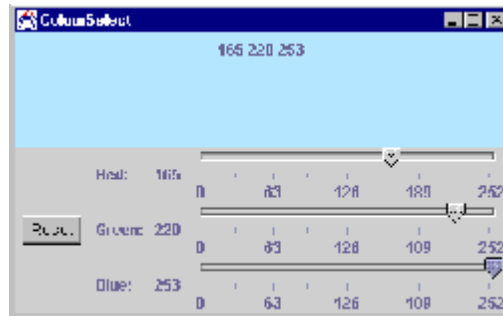 ColourSelect
165 220 253
Red: 165
0 63 126 189 252
Reset
Green: 220
0 63 126 189 252
Blue: 253
0 63 126 189 252